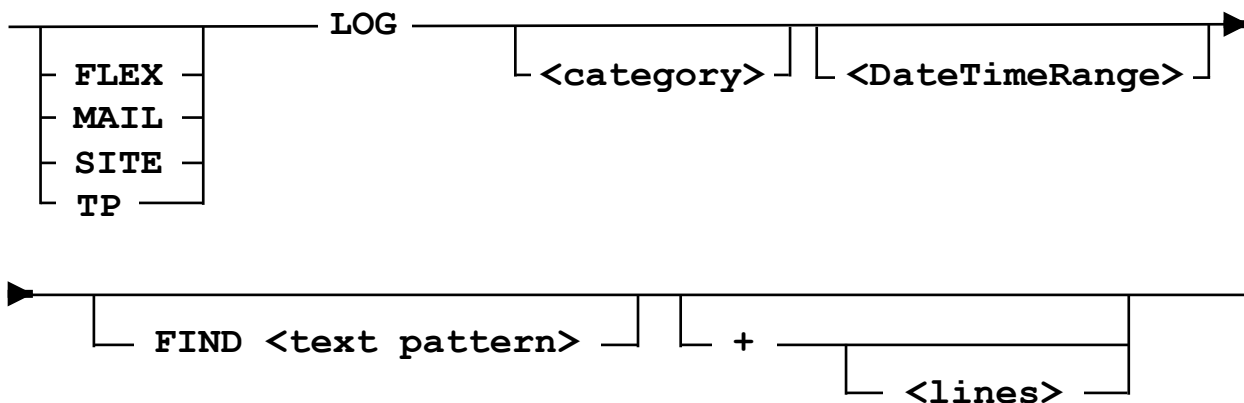 LOG
<category> <DateTimeRange>
FLEX
MAIL
SITE
TP
FIND <text pattern> +
<lines>